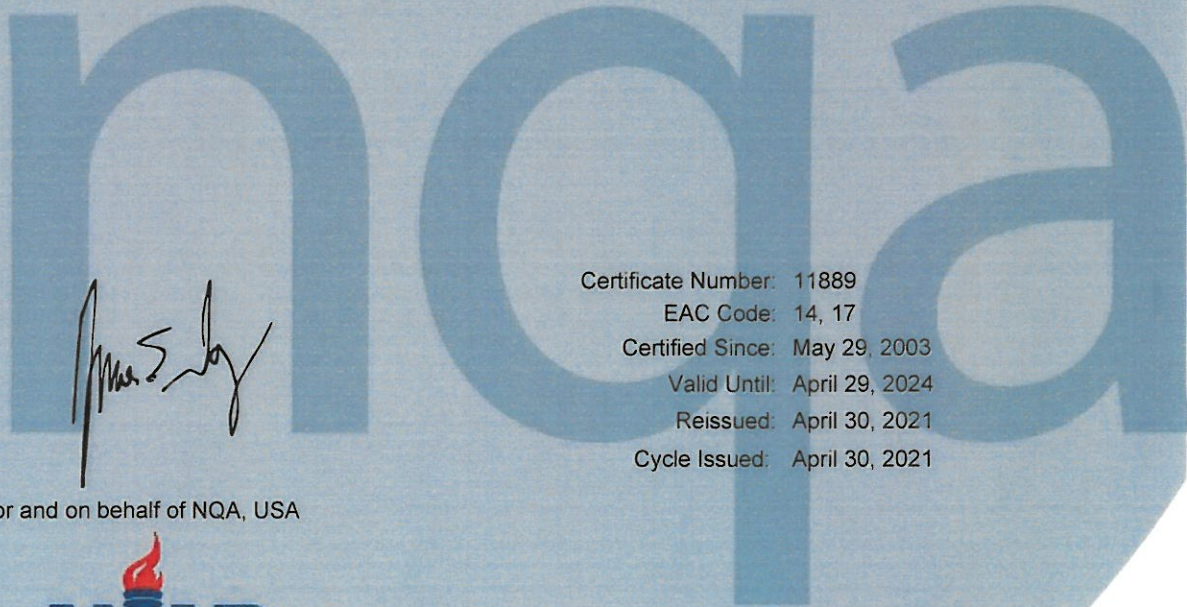 nqa
Certificate Number: 11889
EAC Code: 14, 17
Certified Since: May 29, 2003
Valid Until: April 29, 2024
Reissued: April 30, 2021
Cycle Issued: April 30, 2021
or and on behalf of NQA, USA